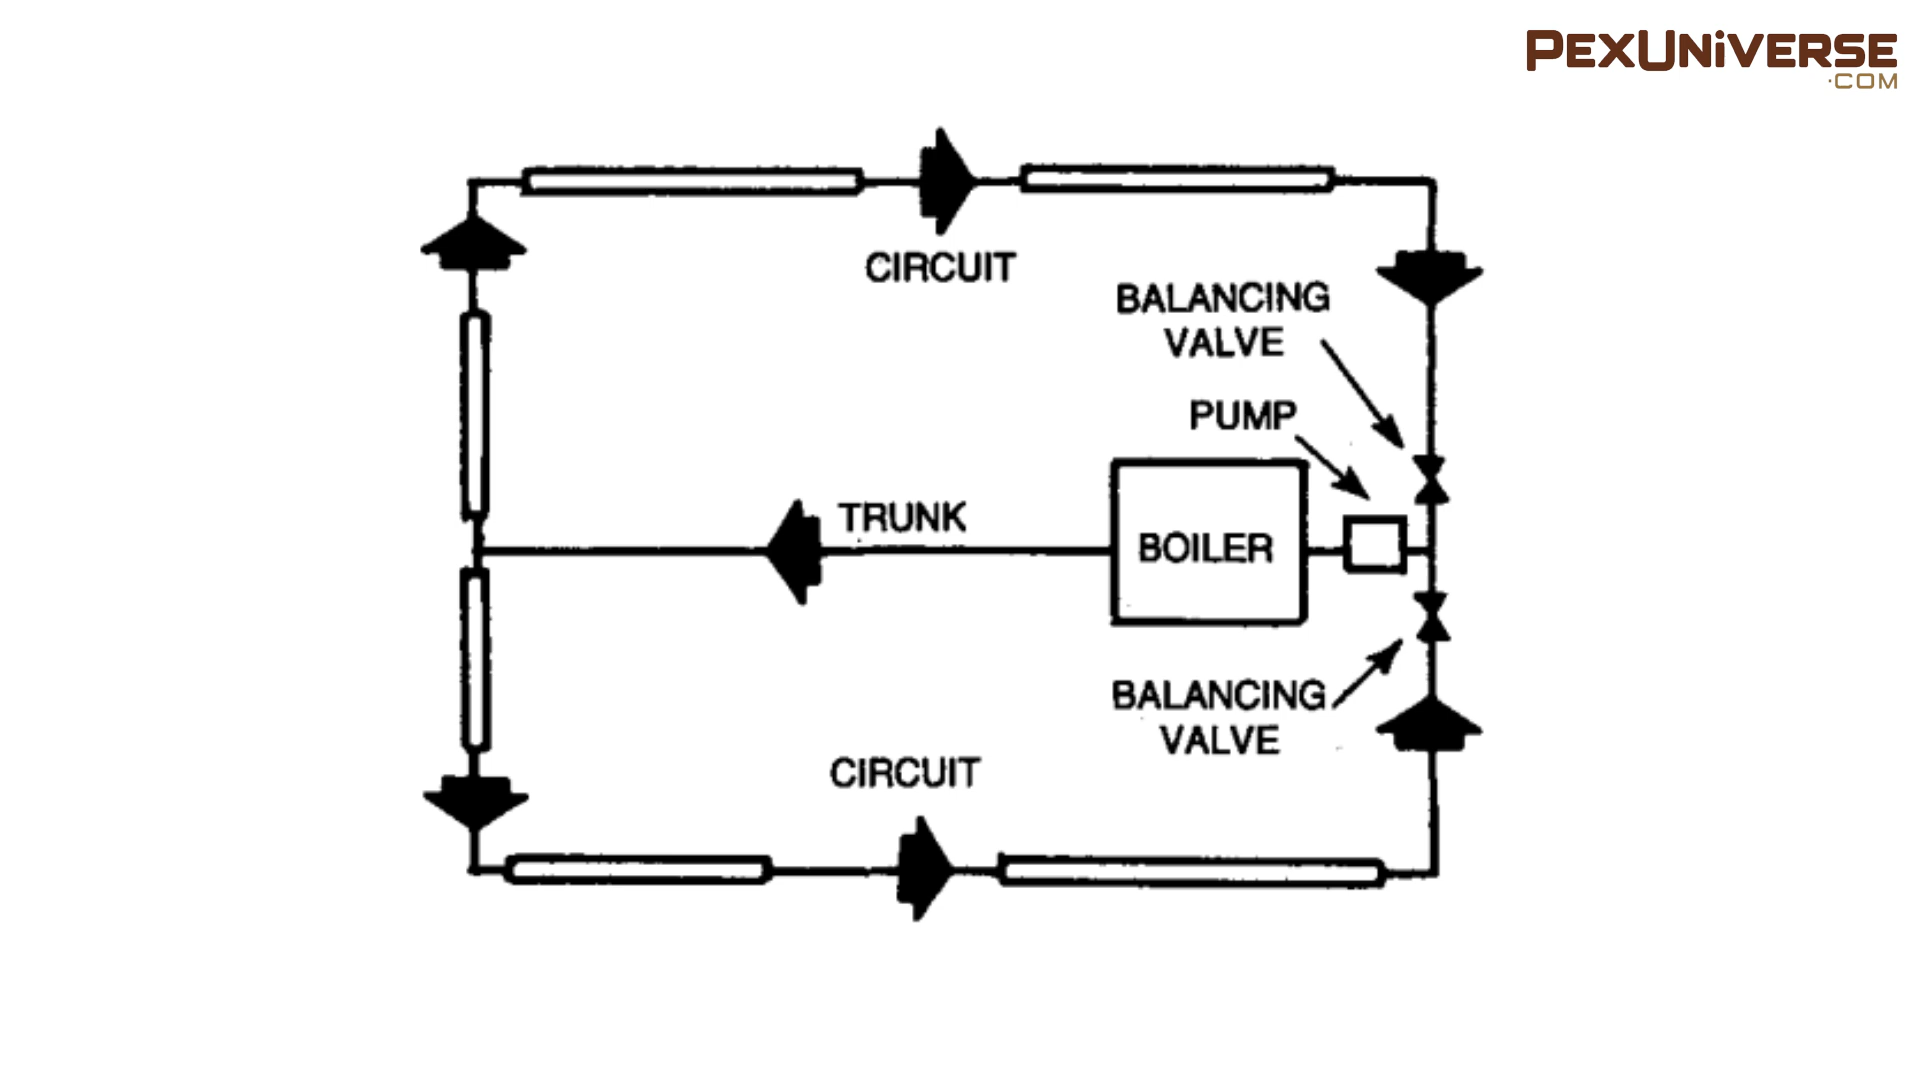 PEXUNiVERSE
.COM
CIRCUIT
BALANCING
VALVE
PUMP
TRUNK
BOILER
BALANCING
VALVE
CIRCUIT